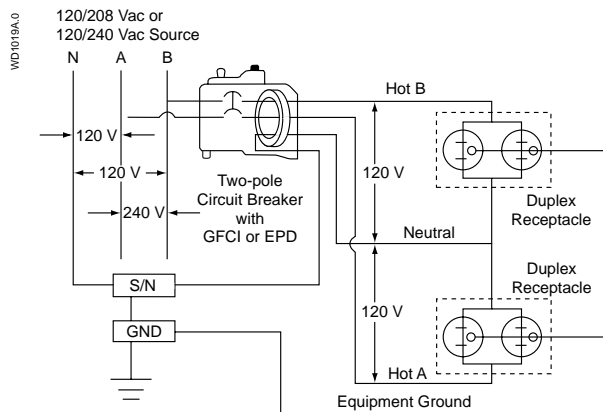 WD1019A.0
120/208 Vac or
120/240 Vac Source
N A B
120 V
120 V
240 V
Two-pole
Circuit Breaker
with
GFCI or EPD
S/N
GND
Hot B
120 V
Neutral
120 V
Hot A
Duplex
Receptacle
Duplex
Receptacle
Equipment Ground